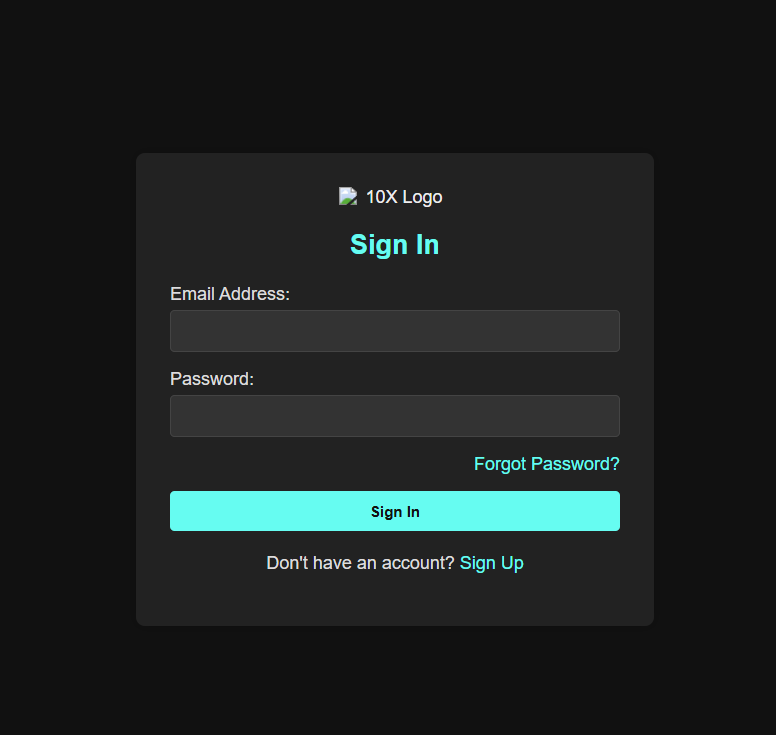 10X Logo
Sign In
Email Address:
Password:
Forgot Password?
Sign In
Don't have an account? Sign Up